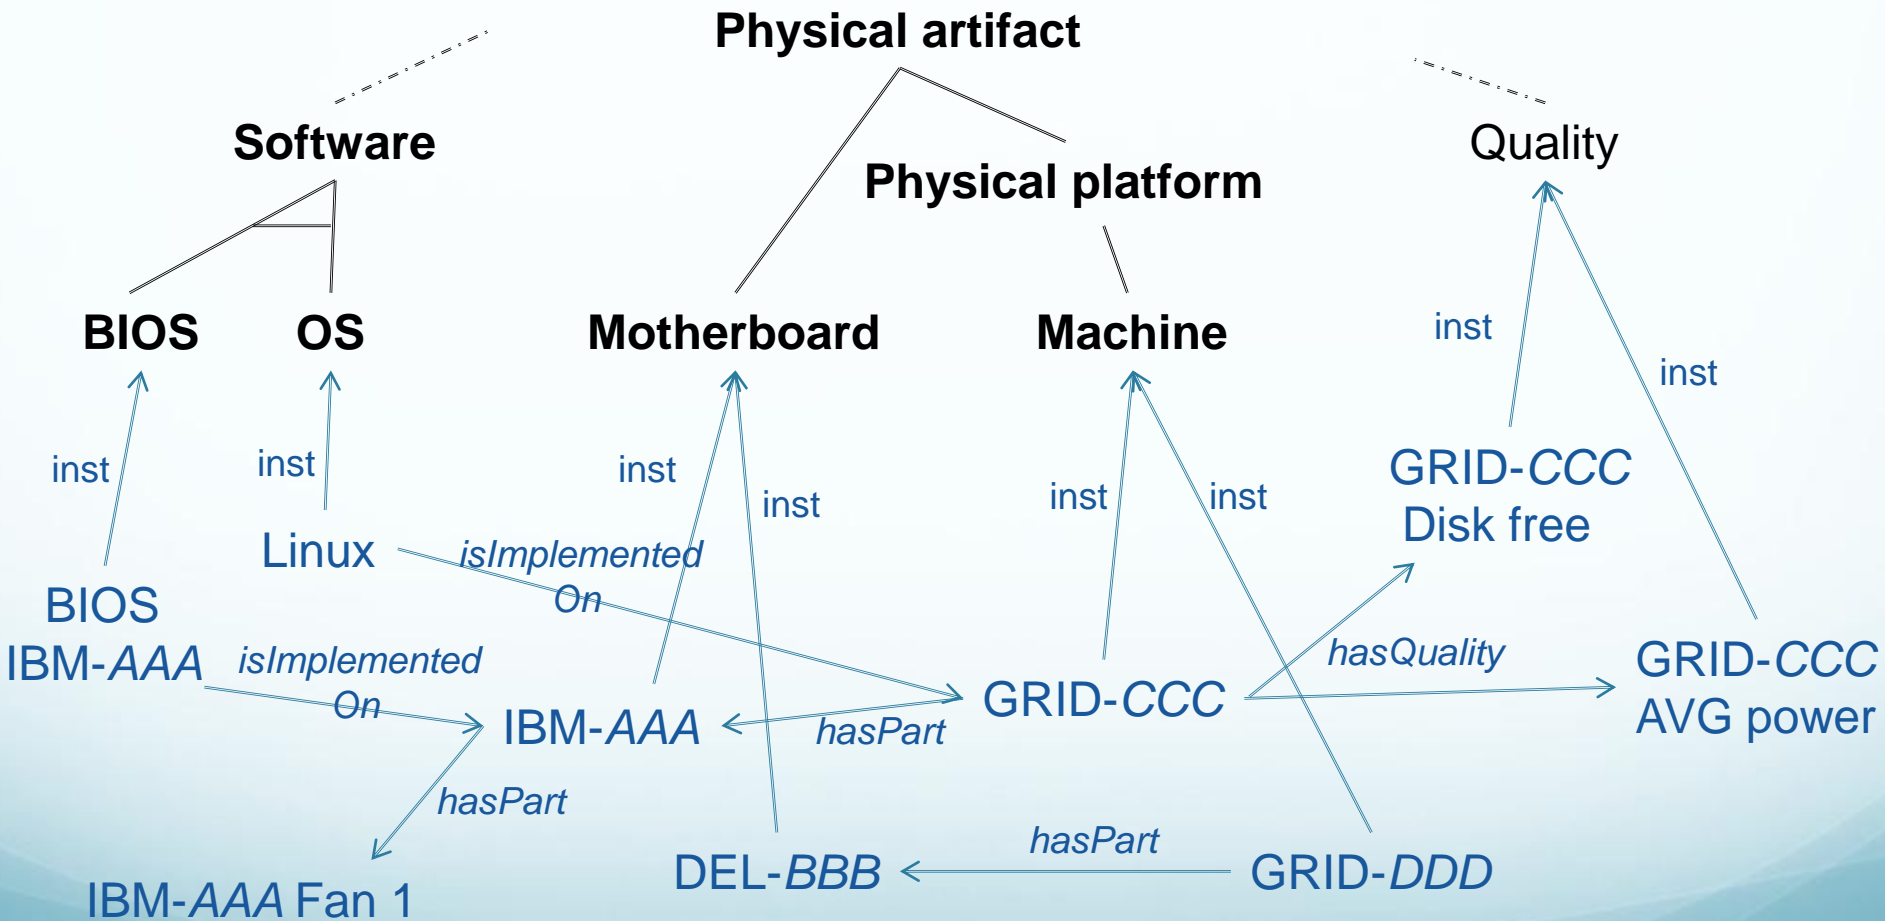 Physical artifact
Software
Quality
Physical platform
BIOS
OS
Motherboard
Machine
inst
inst
inst
inst
inst
inst
inst
inst
GRID-CCC
Disk free
Linux
isImplemented
On
BIOS
IBM-AAA
isImplemented
On
hasQuality
GRID-CCC
AVG power
IBM-AAA
hasPart
GRID-CCC
hasPart
hasPart
DEL-BBB
GRID-DDD
IBM-AAA Fan 1